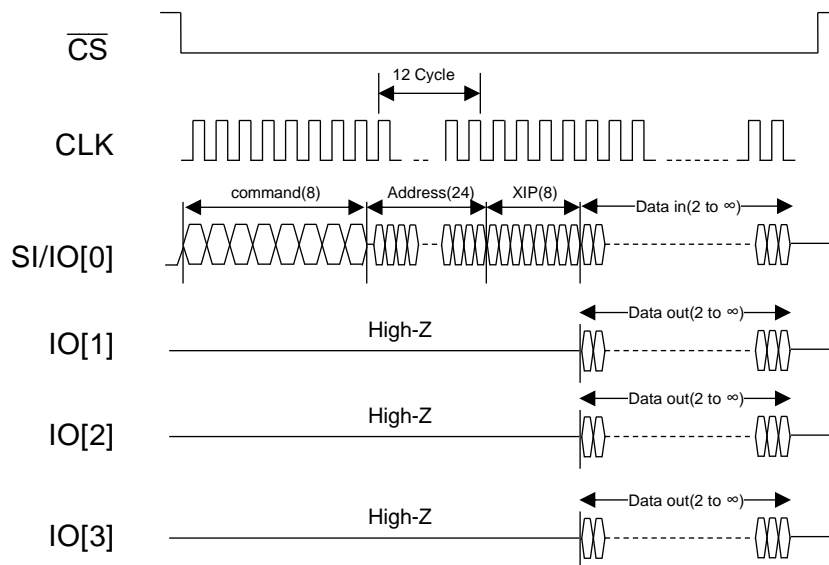 CS
12 Cycle
CLK
command(8)
Address(24)
XIP(8)
Data in(2 to ∞)
SI/IO[0]
Data out(2 to ∞)
High-Z
IO[1]
Data out(2 to ∞)
High-Z
IO[2]
Data out(2 to ∞)
High-Z
IO[3]